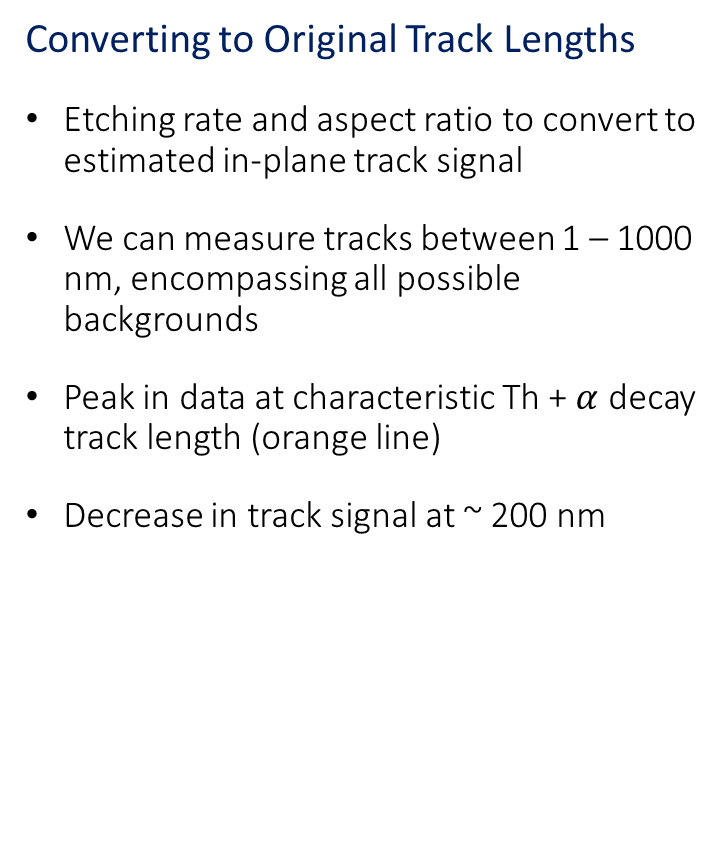 Converting to Original Track Lengths
• Etching rate and aspect ratio to convert to
estimated in-plane track signal
• We can measure tracks between 1 – 1000
nm, encompassing all possible
backgrounds
• Peak in data at characteristic Th + 𝜶 decay
track length (orange line)
• Decrease in track signal at ~ 200 nm